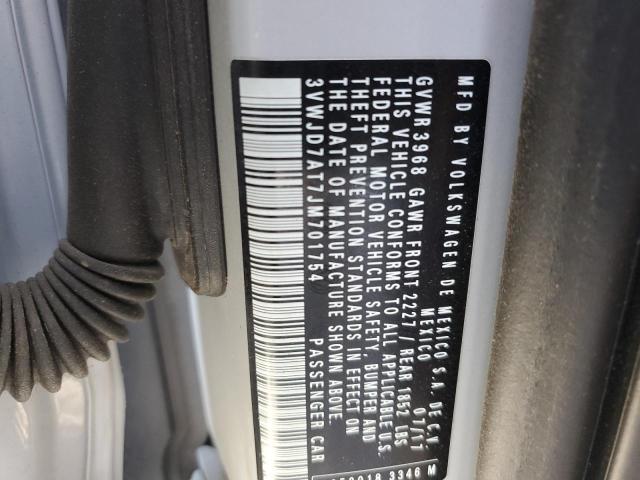 MFD BY VOLKSWAGEN DE MEXICO S.A. DE C.V.
MEXICO 07/17
GVWR 3968 GAWR FRONT 2227 / REAR 1852 LBS
THIS VEHICLE CONFORMS TO ALL APPLICABLE U.S.
FEDERAL MOTOR VEHICLE SAFETY, BUMPER AND
THEFT PREVENTION STANDARDS IN EFFECT ON
THE DATE OF MANUFACTURE SHOWN ABOVE.
3VWJD7AT7JM701754 PASSENGER CAR
3346 M